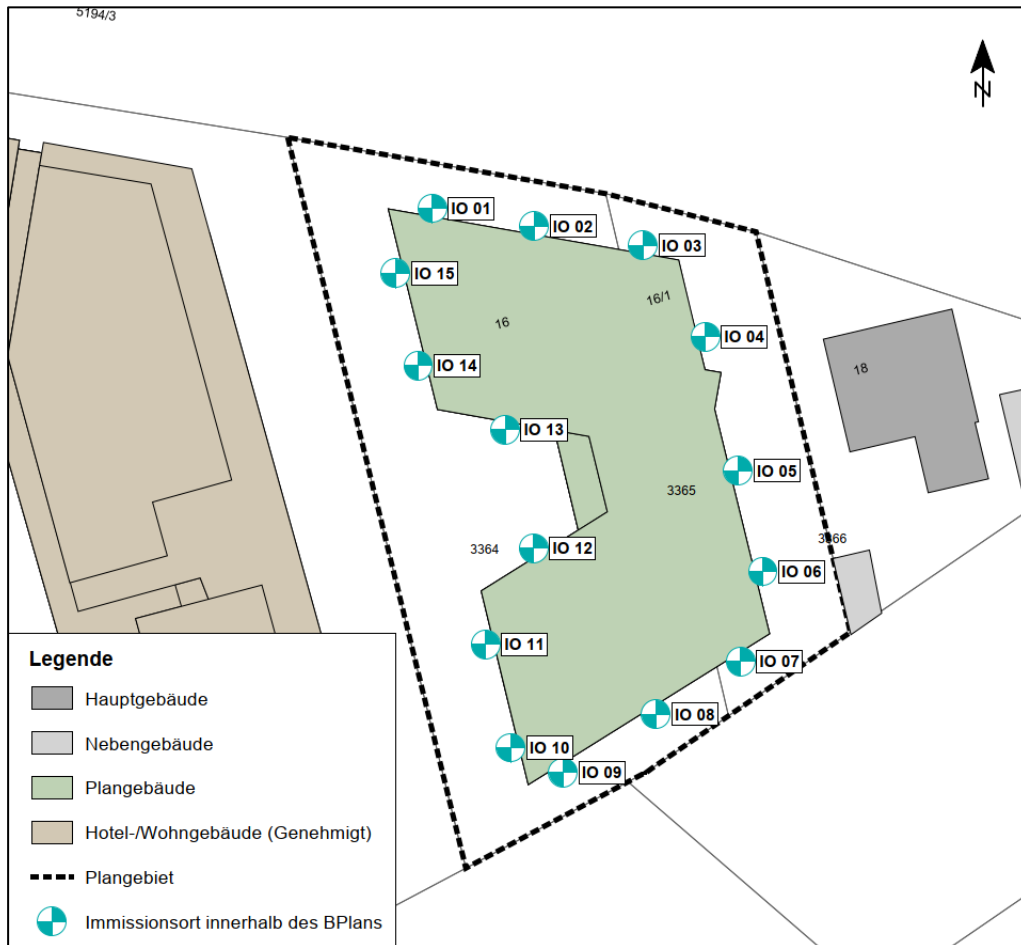 5194/3
N
IO 01
IO 02
IO 03
IO 15
16/1
16
IO 04
18
IO 14
IO 13
IO 05
3365
3366
3364
IO 12
IO 06
IO 11
IO 07
IO 08
IO 10
IO 09
Legende
Hauptgebäude
Nebengebäude
Plangebäude
Hotel-/Wohngebäude (Genehmigt)
Plangebiet
Immissionsort innerhalb des BPlans